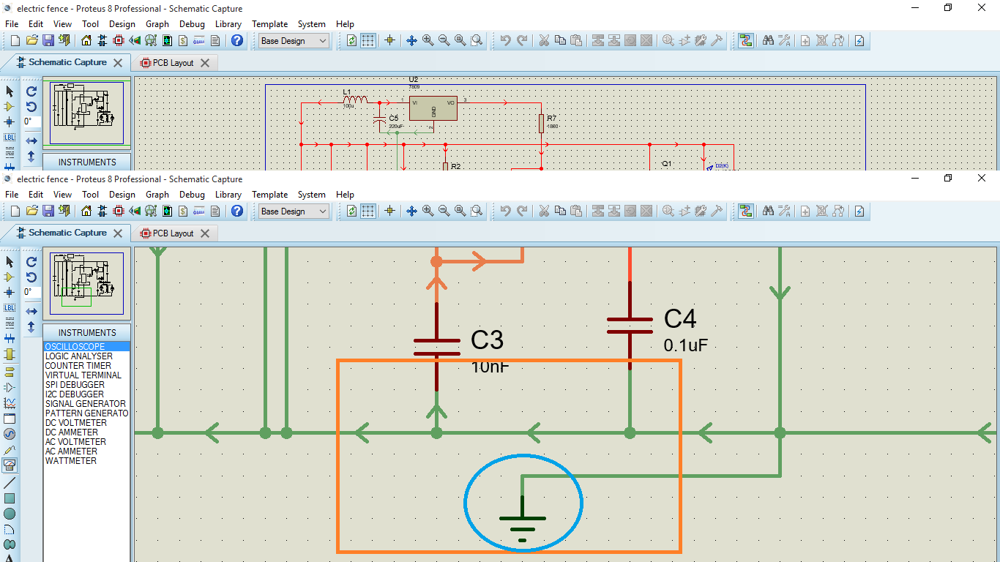 electric fence - Proteus 8 Professional - Schematic Capture
File Edit View Tool Design Graph Debug Library Template System Help
Base Design
Schematic Capture
PCB Layout
0°
LBL
INSTRUMENTS
U2
7809
L1
100u
1
VI
VO
3
GND
2
C5
220uF
R7
1860
R2
Q1
D2(K)
electric fence - Proteus 8 Professional - Schematic Capture
File Edit View Tool Design Graph Debug Library Template System Help
Base Design
Schematic Capture
PCB Layout
0°
LBL
INSTRUMENTS
OSCILLOSCOPE
LOGIC ANALYSER
COUNTER TIMER
VIRTUAL TERMINAL
SPI DEBUGGER
I2C DEBUGGER
SIGNAL GENERATOR
PATTERN GENERATO
DC VOLTMETER
DC AMMETER
AC VOLTMETER
AC AMMETER
WATTMETER
A
C3
10nF
C4
0.1uF